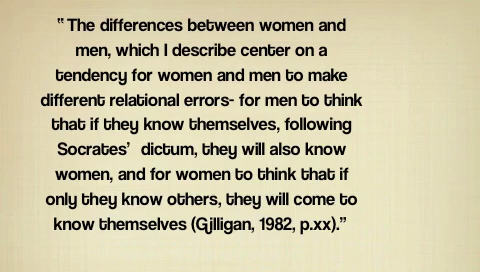 “ The differences between women and
men, which I describe center on a
tendency for women and men to make
different relational errors- for men to think
that if they know themselves, following
Socrates’ dictum, they will also know
women, and for women to think that if
only they know others, they will come to
know themselves (Gjlligan, 1982, p.xx).”